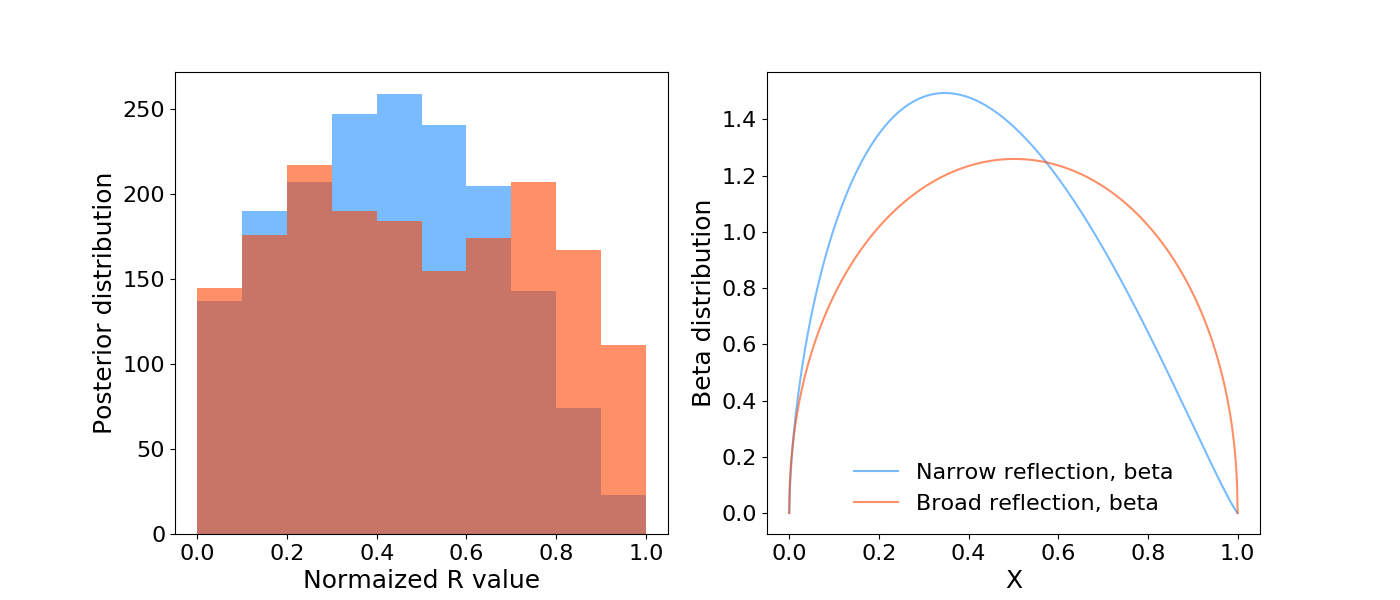 Posterior distribution
250
200
150
100
50
0
0.0 0.2 0.4 0.6 0.8 1.0
Normaized R value
Beta distribution
1.4
1.2
1.0
0.8
0.6
0.4
0.2
0.0
Narrow reflection, beta
Broad reflection, beta
0.0 0.2 0.4 0.6 0.8 1.0
X